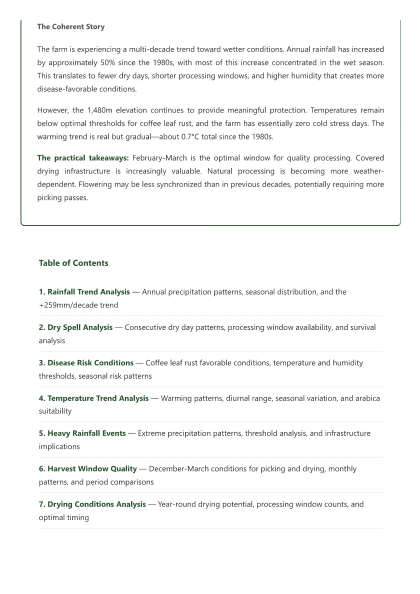 The Coherent Story
The farm is experiencing a multi-decade trend toward wetter conditions. Annual rainfall has increased
by approximately 50% since the 1980s, with most of this increase concentrated in the wet season.
This translates to fewer dry days, shorter processing windows, and higher humidity that creates more
disease-favorable conditions.
However, the 1,480m elevation continues to provide meaningful protection. Temperatures remain
below optimal thresholds for coffee leaf rust, and the farm has essentially zero cold stress days. The
warming trend is real but gradual—about 0.7°C total since the 1980s.
The practical takeaways: February-March is the optimal window for quality processing. Covered
drying infrastructure is increasingly valuable. Natural processing is becoming more weather-
dependent. Flowering may be less synchronized than in previous decades, potentially requiring more
picking passes.
Table of Contents
1. Rainfall Trend Analysis — Annual precipitation patterns, seasonal distribution, and the
+259mm/decade trend
2. Dry Spell Analysis — Consecutive dry day patterns, processing window availability, and survival
analysis
3. Disease Risk Conditions — Coffee leaf rust favorable conditions, temperature and humidity
thresholds, seasonal risk patterns
4. Temperature Trend Analysis — Warming patterns, diurnal range, seasonal variation, and arabica
suitability
5. Heavy Rainfall Events — Extreme precipitation patterns, threshold analysis, and infrastructure
implications
6. Harvest Window Quality — December-March conditions for picking and drying, monthly
patterns, and period comparisons
7. Drying Conditions Analysis — Year-round drying potential, processing window counts, and
optimal timing